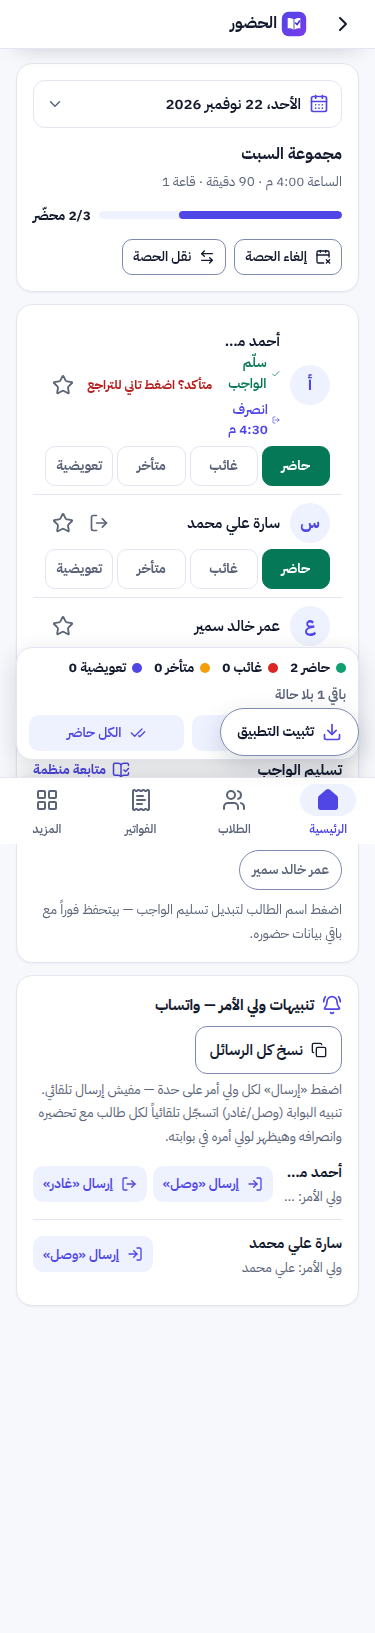 الحضور
الأحد، 22 نوفمبر 2026
مجموعة السبت
الساعة 4:00 م · 90 دقيقة · قاعة 1
2/3 محضّر
إلغاء الحصة
نقل الحصة
أ
أحمد مـ...
سلّم الواجب
انصرف 4:30 م
متأكد؟ اضغط تاني للتراجع
حاضر
غائب
متأخر
تعويضية
س
سارة علي محمد
حاضر
غائب
متأخر
تعويضية
ع
عمر خالد سمير
حاضر 2
غائب 0
متأخر 0
تعويضية 0
باقي 1 بلا حالة
الكل حاضر
تثبيت التطبيق
تسليم الواجب
متابعة منظمة
الرئيسية
الطلاب
الفواتير
المزيد
عمر خالد سمير
اضغط اسم الطالب لتبديل تسليم الواجب — بيتحفظ فوراً مع
باقي بيانات حضوره.
تنبيهات ولي الأمر — واتساب
نسخ كل الرسائل
اضغط «إرسال» لكل ولي أمر على حدة — مفيش إرسال تلقائي.
تنبيه البوابة (وصل/غادر) اتسجّل تلقائياً لكل طالب مع تحضيره
وانصرافه وهيظهر لولي أمره في بوابته.
أحمد مـ...
ولي الأمر: ...
إرسال «وصل»
إرسال «غادر»
سارة علي محمد
ولي الأمر: علي محمد
إرسال «وصل»